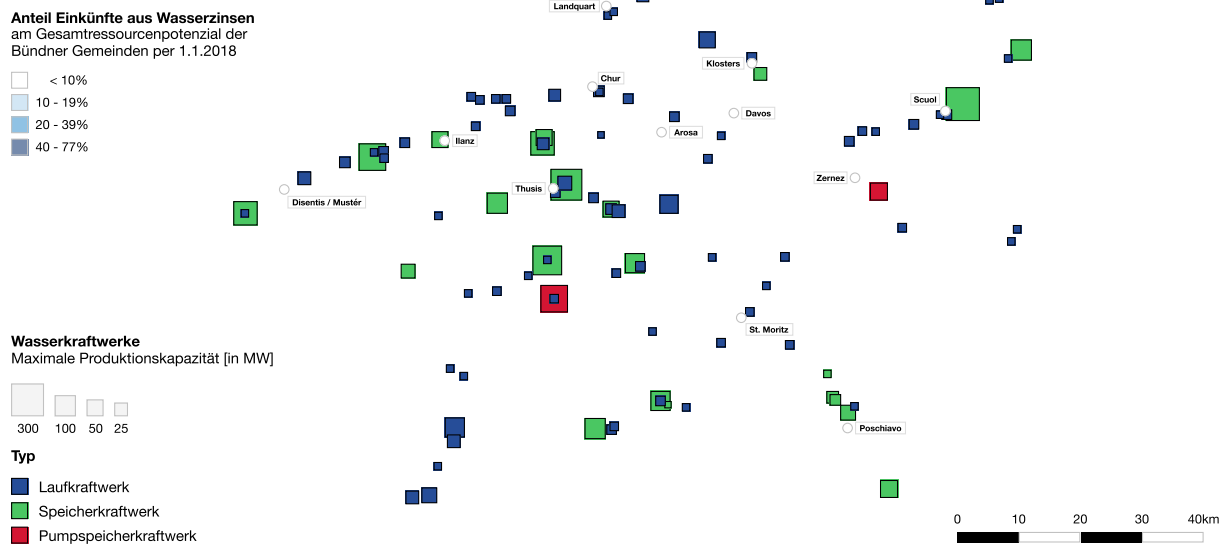 Anteil Einkünfte aus Wasserzinsen
am Gesamtressourcenpotenzial der
Bündner Gemeinden per 1.1.2018
< 10%
10 - 19%
20 - 39%
40 - 77%
Landquart
Klosters
Chur
Scuol
Davos
Arosa
Ilanz
Zernez
Thusis
Disentis / Mustér
St. Moritz
Poschiavo
Wasserkraftwerke
Maximale Produktionskapazität [in MW]
300 100 50 25
Typ
Laufkraftwerk
Speicherkraftwerk
Pumpspeicherkraftwerk
0 10 20 30 40km